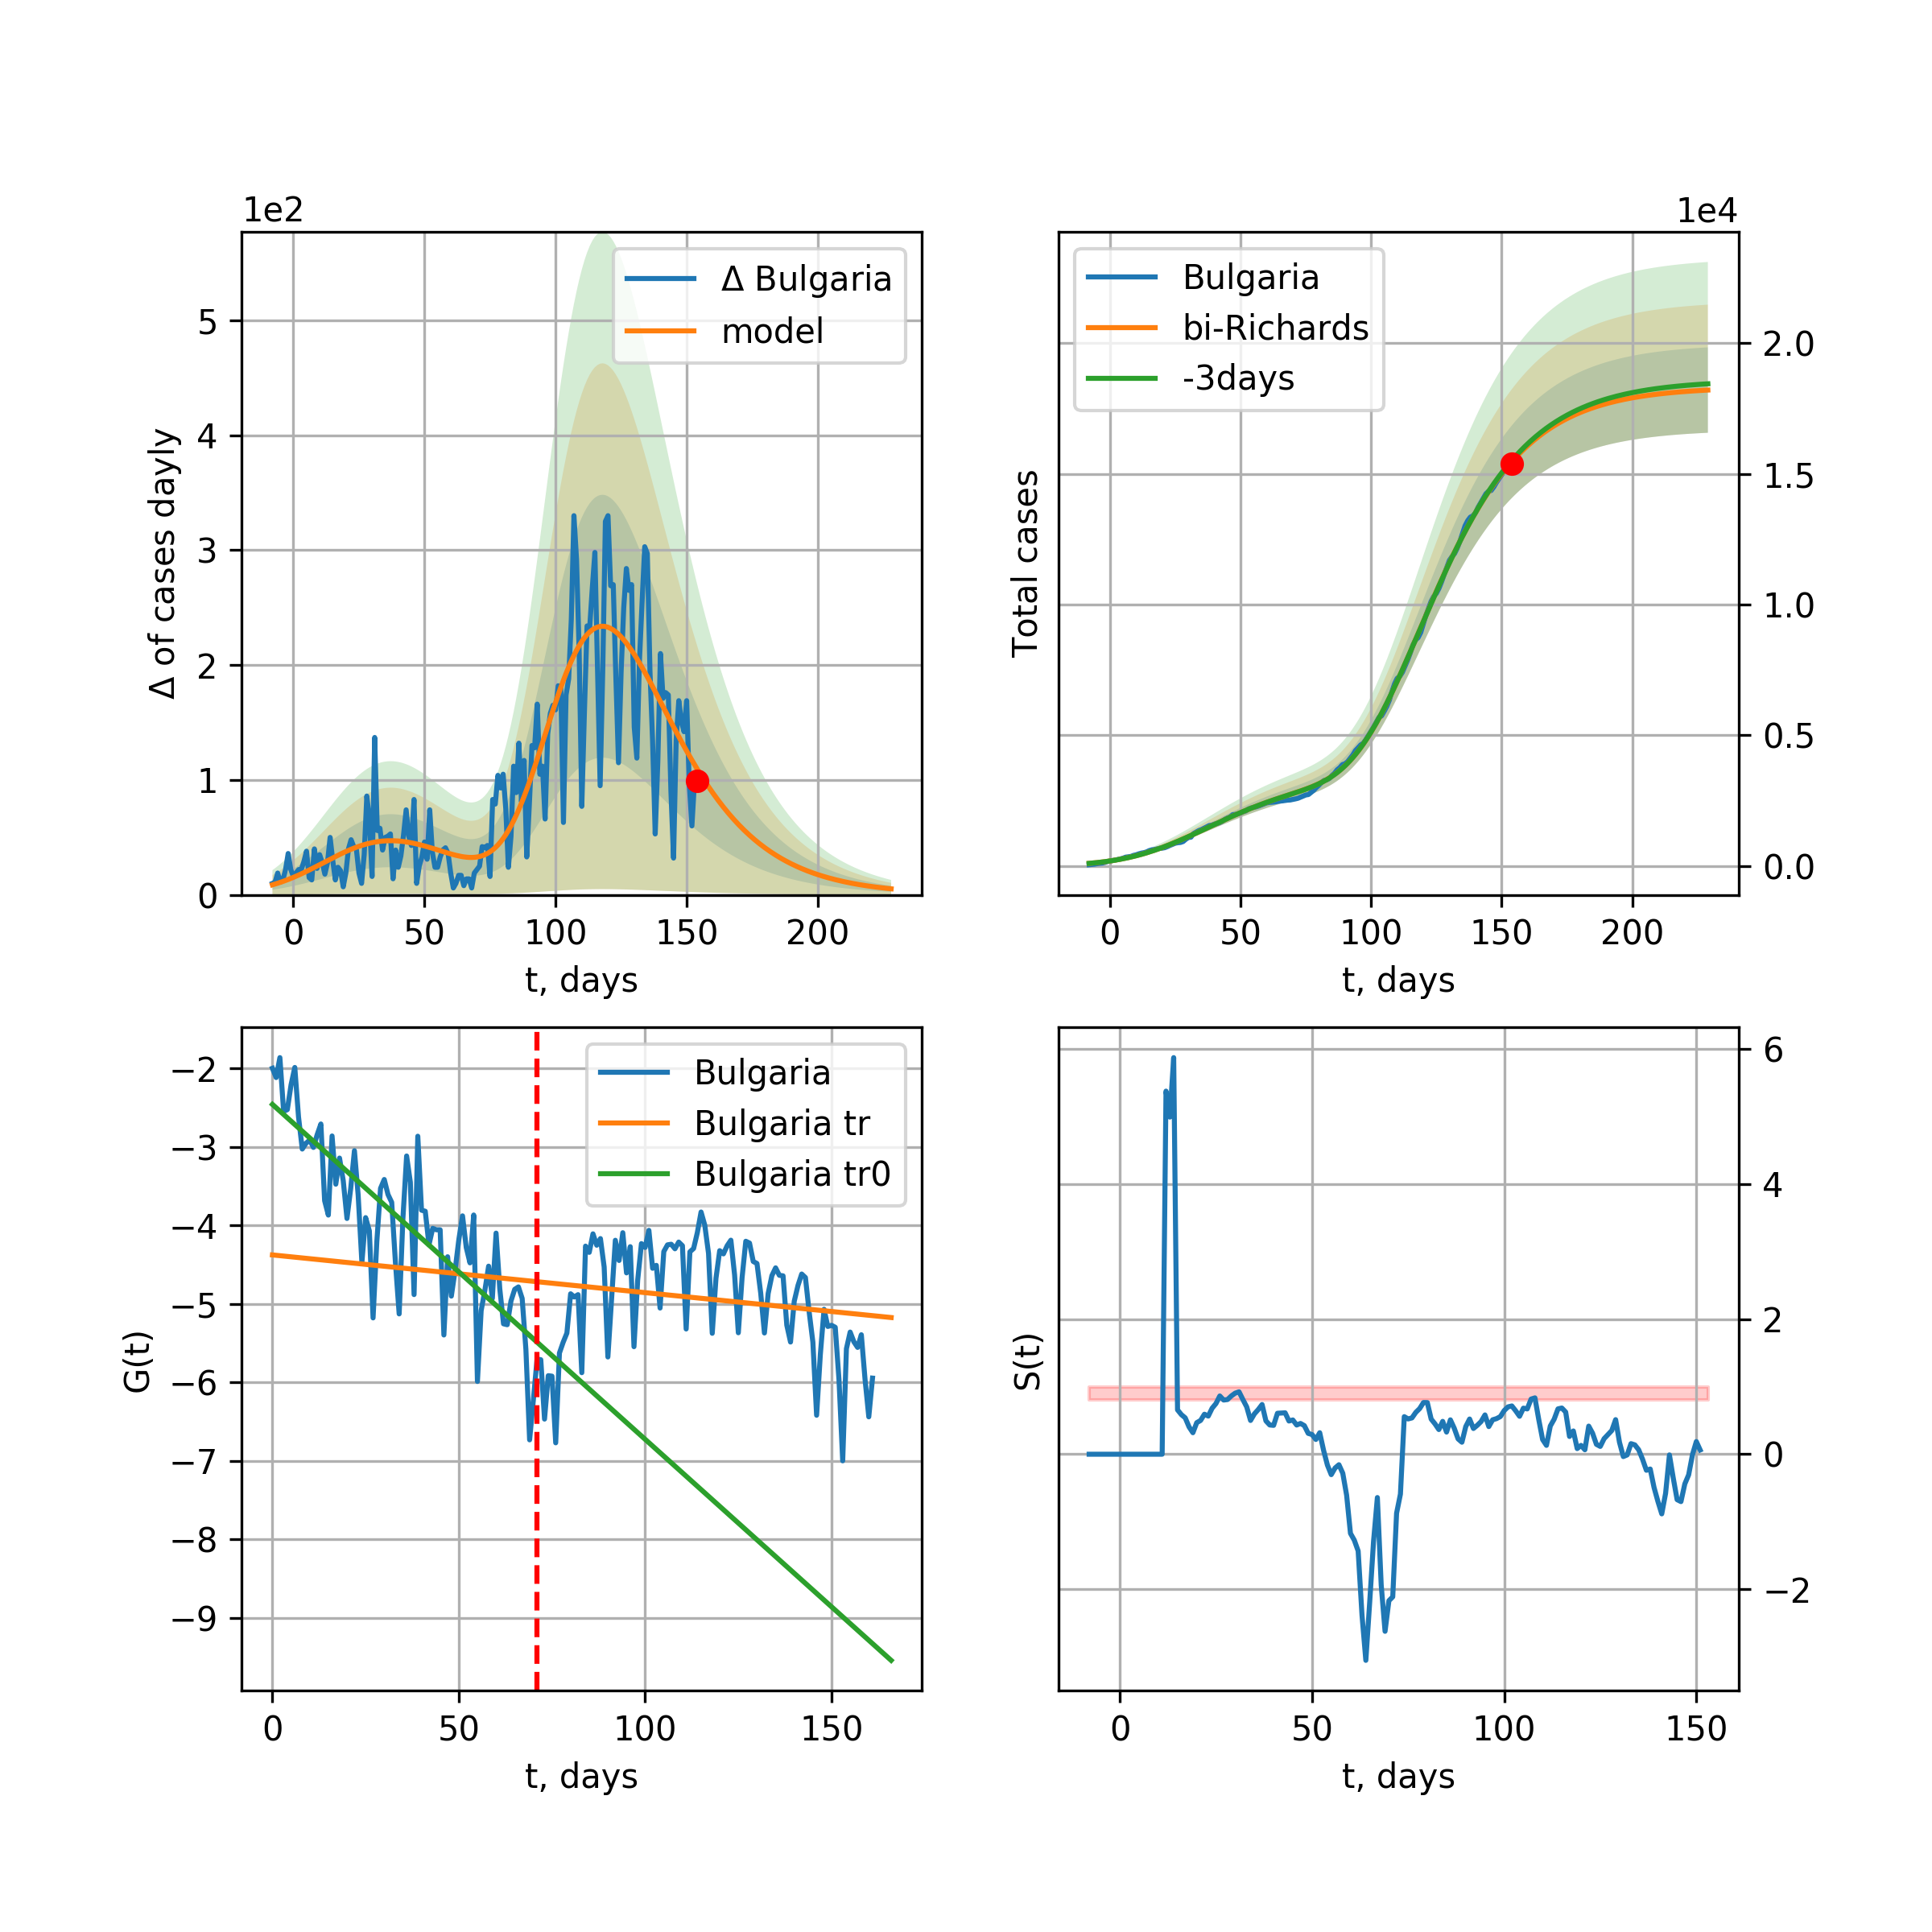 1e2
Δ of cases dayly
5
4
3
2
1
0
Δ Bulgaria
model
0 50 100 150 200
t, days
1e4
Total cases
Bulgaria
bi-Richards
-3days
2.0
1.5
1.0
0.5
0.0
0 50 100 150 200
t, days
G(t)
−2
−3
−4
−5
−6
−7
−8
−9
Bulgaria
Bulgaria tr
Bulgaria tr0
0 50 100 150
t, days
S(t)
6
4
2
0
−2
0 50 100 150
t, days